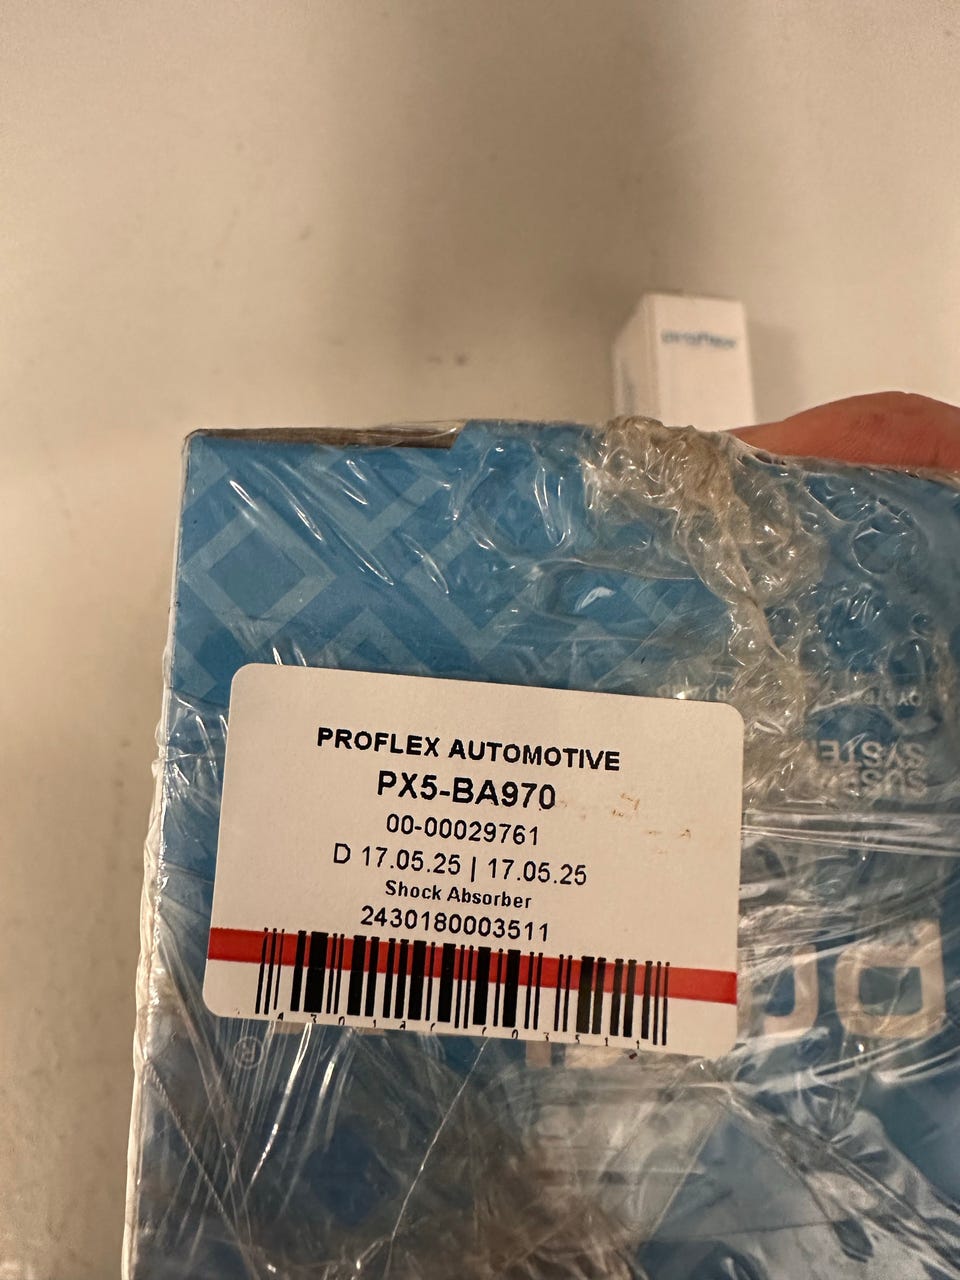 proflex
PROFLEX AUTOMOTIVE
PX5-BA970
00-00029761
D 17.05.25 | 17.05.25
Shock Absorber
2430180003511
®